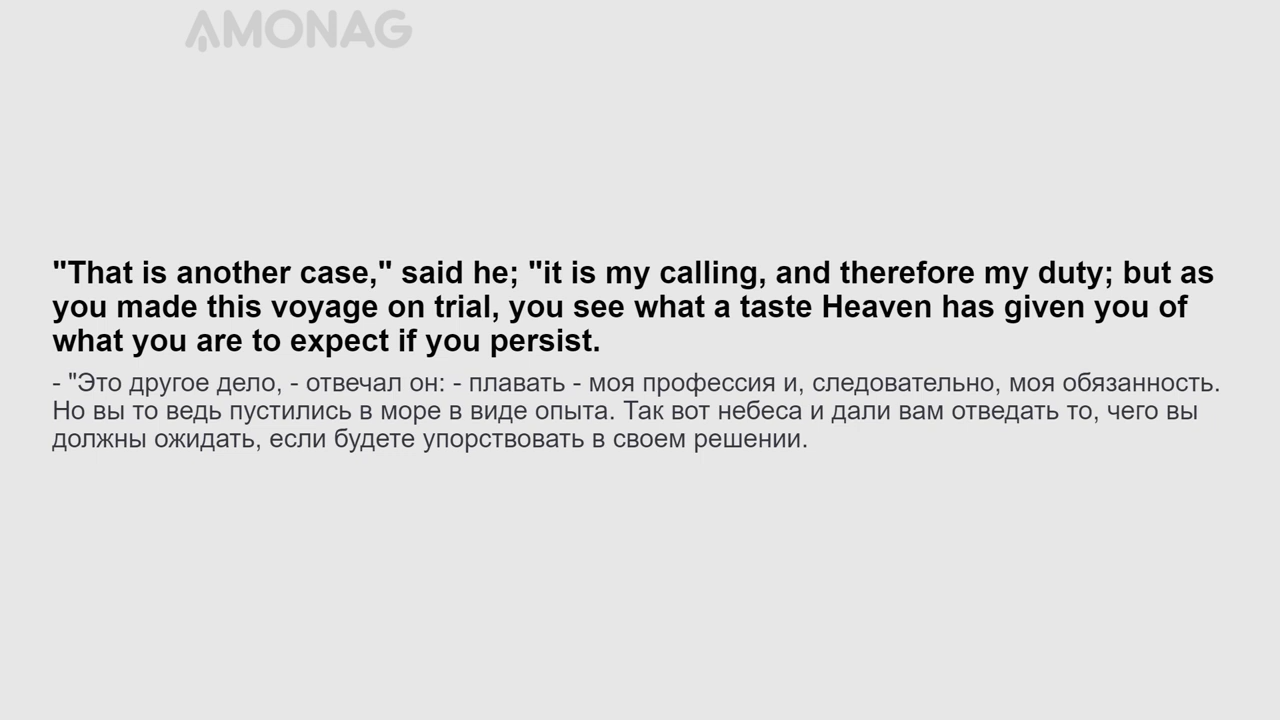 AMONAG
"That is another case," said he; "it is my calling, and therefore my duty; but as
you made this voyage on trial, you see what a taste Heaven has given you of
what you are to expect if you persist.
- "Это другое дело, - отвечал он: - плавать - моя профессия и, следовательно, моя обязанность.
Но вы то ведь пустились в море в виде опыта. Так вот небеса и дали вам отведать то, чего вы
должны ожидать, если будете упорствовать в своем решении.